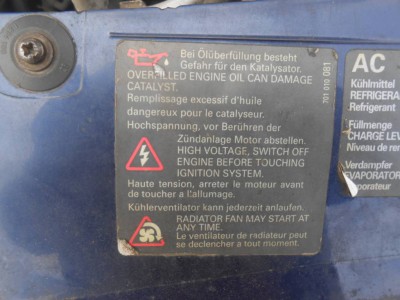 Bei Ölüberfüllung besteht
Gefahr für den Katalysator.
OVERFILLED ENGINE OIL CAN DAMAGE
CATALYST.
Remplissage excessif d'huile
dangereux pour le catalyseur.
Hochspannung, vor Berühren der
Zündanlage Motor abstellen.
HIGH VOLTAGE, SWITCH OFF
ENGINE BEFORE TOUCHING
IGNITION SYSTEM.
Haute tension, arreter le moteur avant
de toucher a l'allumage.
Kühlerventilator kann jederzeit anlaufen.
RADIATOR FAN MAY START AT
ANY TIME.
Le ventilateur de radiateur peut
se declencher a tout moment.
701 010 081
AC
Kühlmittel
REFRIGERA
Refrigerant
Füllmenge
CHARGE LEV
Niveau de rem
Verdampfer
EVAPORATOR